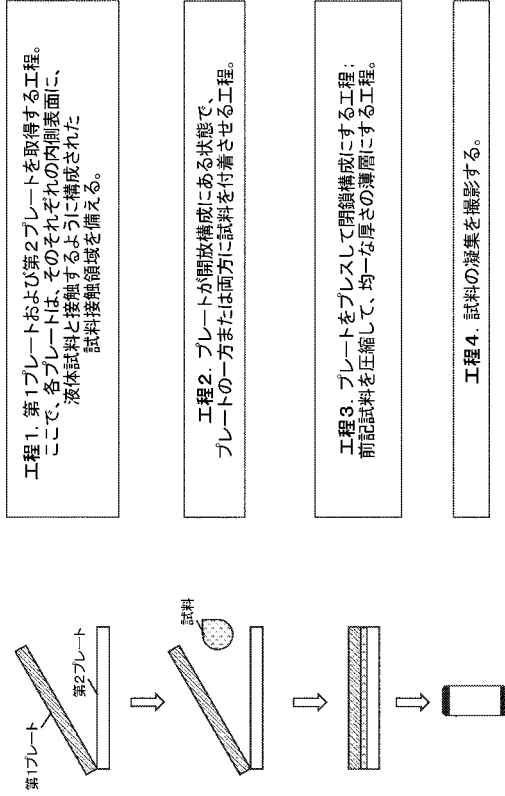 工程1. 第1プレートおよび第2プレートを取得する工程。
ここで、各プレートは、そのそれぞれの内側表面に、
液体試料と接触するように構成された
試料接触領域を備える。
第1プレート
第2プレート
工程2. プレートが開放構成にある状態で、
プレートの一方または両方に試料を付着させる工程。
試料
工程3. プレートをプレスして閉鎖構成にする工程；
前記試料を圧縮して、均一な厚さの薄層にする工程。
工程4. 試料の凝集を撮影する。